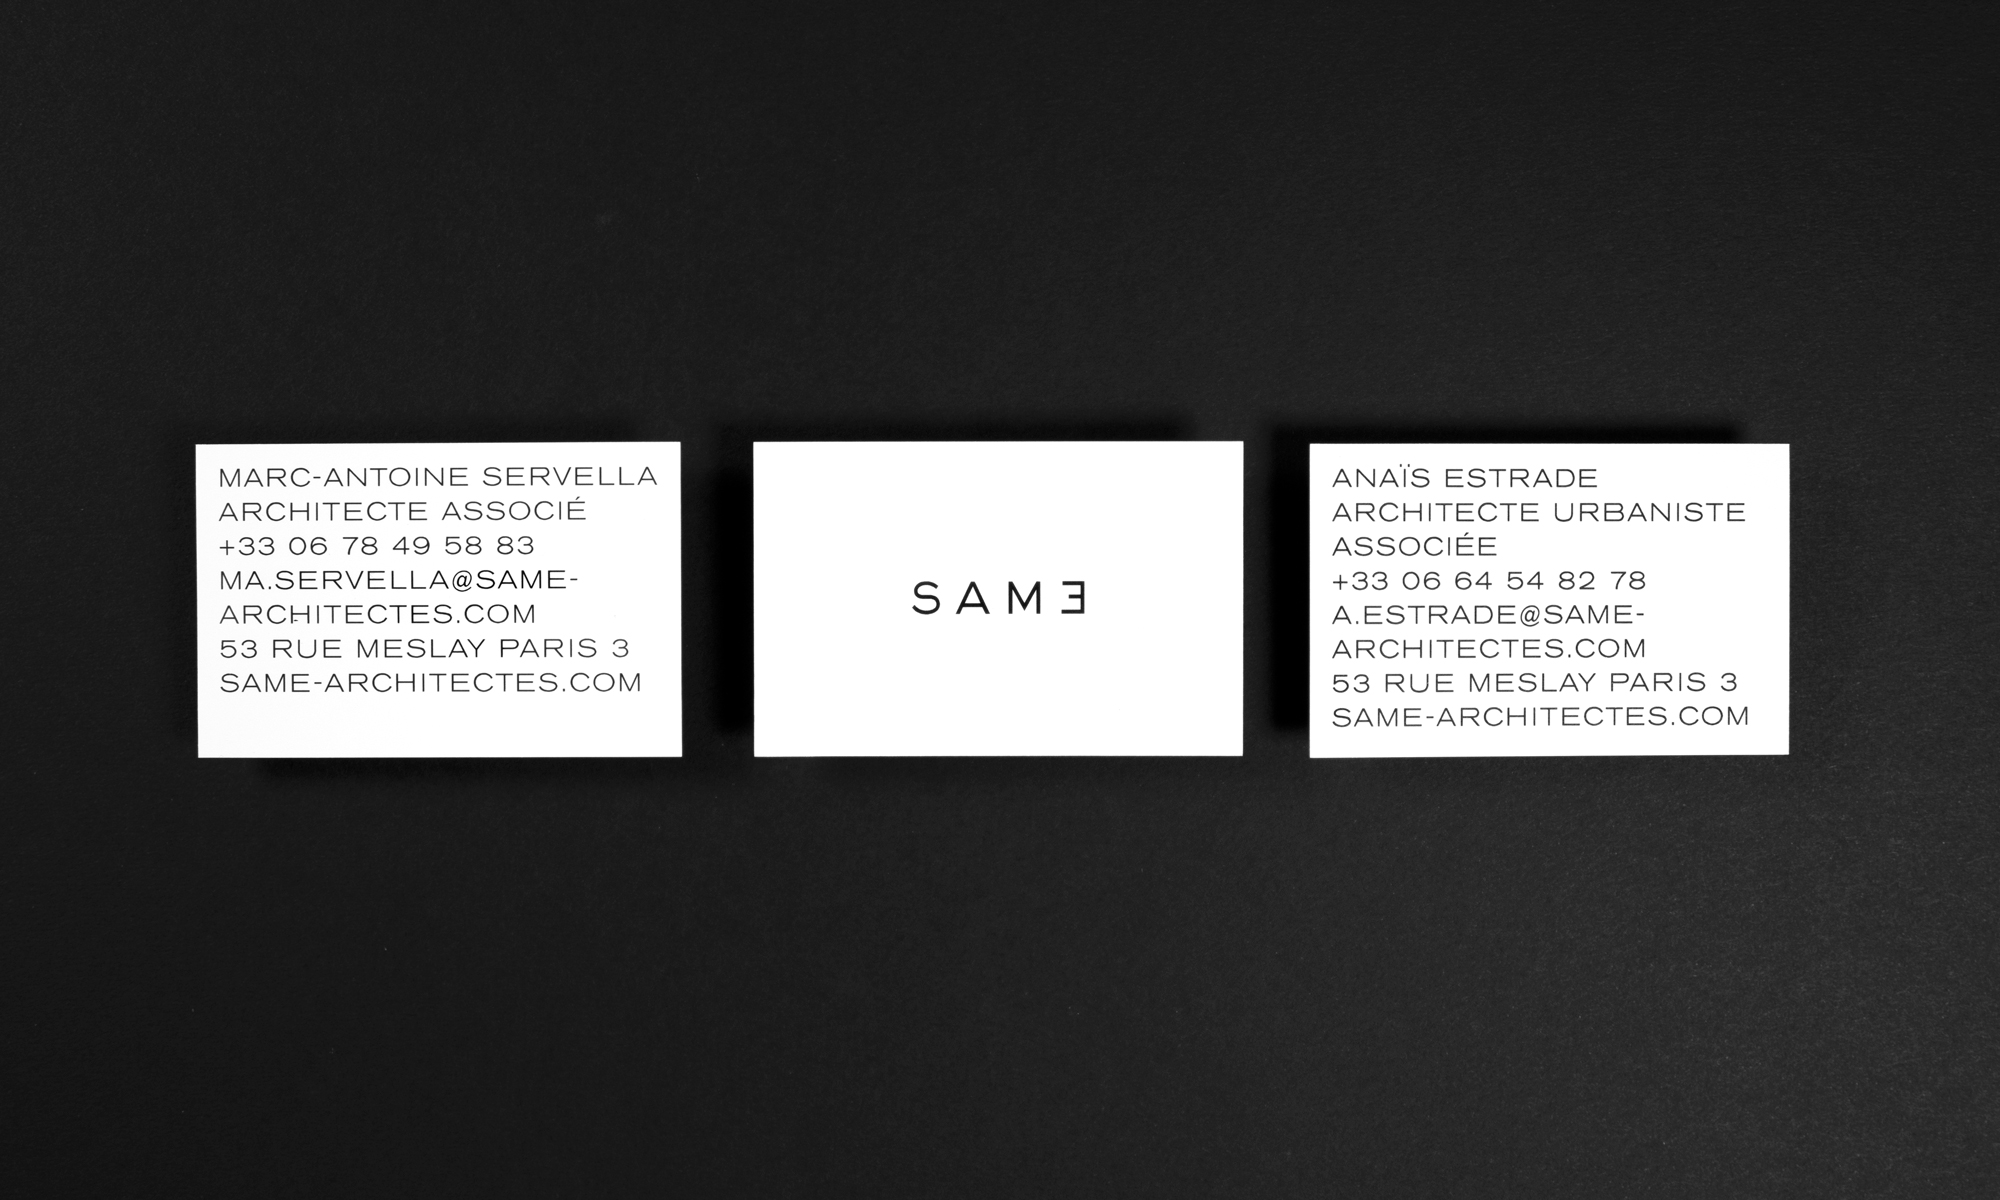 MARC-ANTOINE SERVELLA
ARCHITECTE ASSOCIÉ
+33 06 78 49 58 83
MA.SERVELLA@SAME-
ARCHITECTES.COM
53 RUE MESLAY PARIS 3
SAME-ARCHITECTES.COM
SAMƎ
ANAÏS ESTRADE
ARCHITECTE URBANISTE
ASSOCIÉE
+33 06 64 54 82 78
A.ESTRADE@SAME-
ARCHITECTES.COM
53 RUE MESLAY PARIS 3
SAME-ARCHITECTES.COM